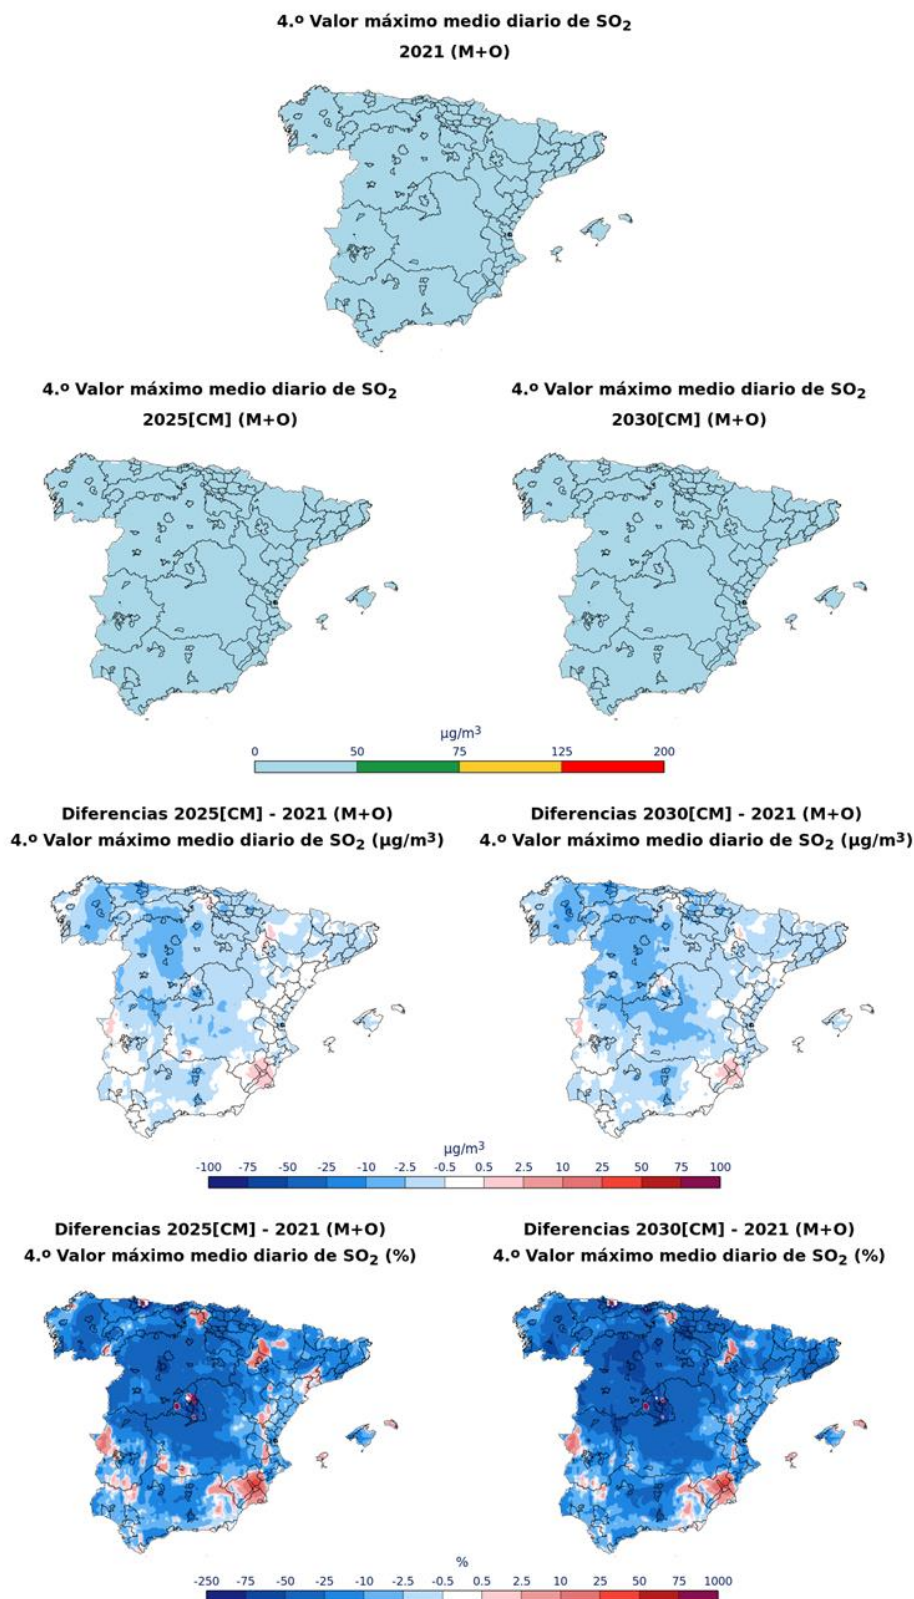 4.º Valor máximo medio diario de SO₂
2021 (M+O)
4.º Valor máximo medio diario de SO₂
2025[CM] (M+O)
4.º Valor máximo medio diario de SO₂
2030[CM] (M+O)
µg/m³
0 50 75 125 200
Diferencias 2025[CM] - 2021 (M+O)
4.º Valor máximo medio diario de SO₂ (µg/m³)
Diferencias 2030[CM] - 2021 (M+O)
4.º Valor máximo medio diario de SO₂ (µg/m³)
µg/m³
-100 -75 -50 -25 -10 -2.5 -0.5 0.5 2.5 10 25 50 75 100
Diferencias 2025[CM] - 2021 (M+O)
4.º Valor máximo medio diario de SO₂ (%)
Diferencias 2030[CM] - 2021 (M+O)
4.º Valor máximo medio diario de SO₂ (%)
%
-250 -75 -50 -25 -10 -2.5 -0.5 0.5 2.5 10 25 50 75 1000